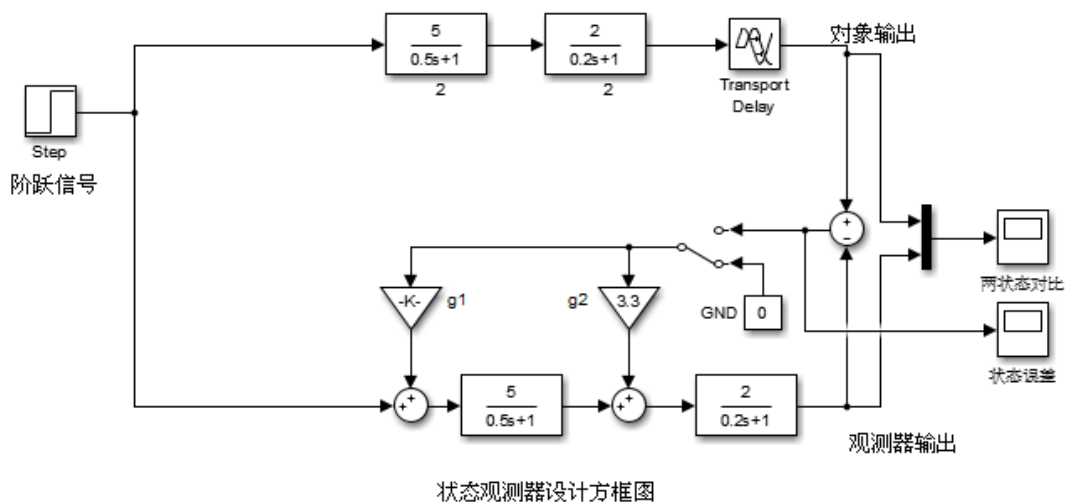 对象输出
5
0.5s+1
2
2
0.2s+1
2
Transport
Delay
Step
阶跃信号
+
−
两状态对比
-K-
g1
g2
3.3
GND
0
状态误差
+
+
5
0.5s+1
+
+
2
0.2s+1
观测器输出
状态观测器设计方框图